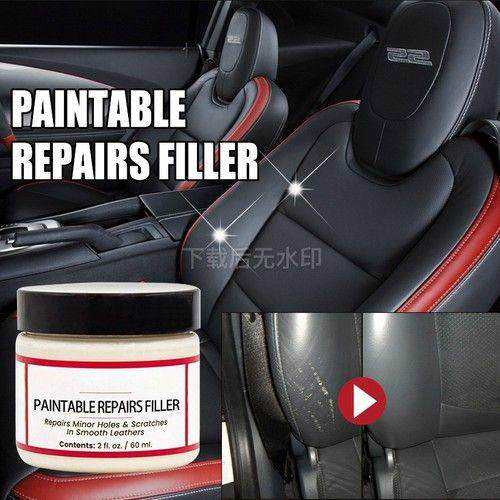 PAINTABLE
REPAIRS FILLER
下载后无水印
PAINTABLE REPAIRS FILLER
Repairs Minor Holes & Scratches
In Smooth Leathers
Contents: 2 fl. oz. / 60 ml.